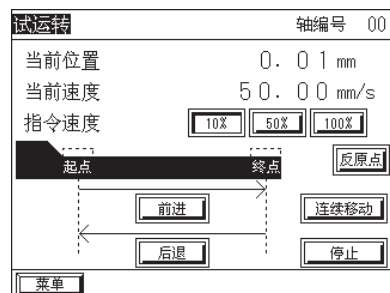 试运转 轴编号 00
当前位置 0.01 mm
当前速度 50.00 mm/s
指令速度 10% 50% 100%
起点 终点 反原点
前进 连续移动
后退 停止
菜单